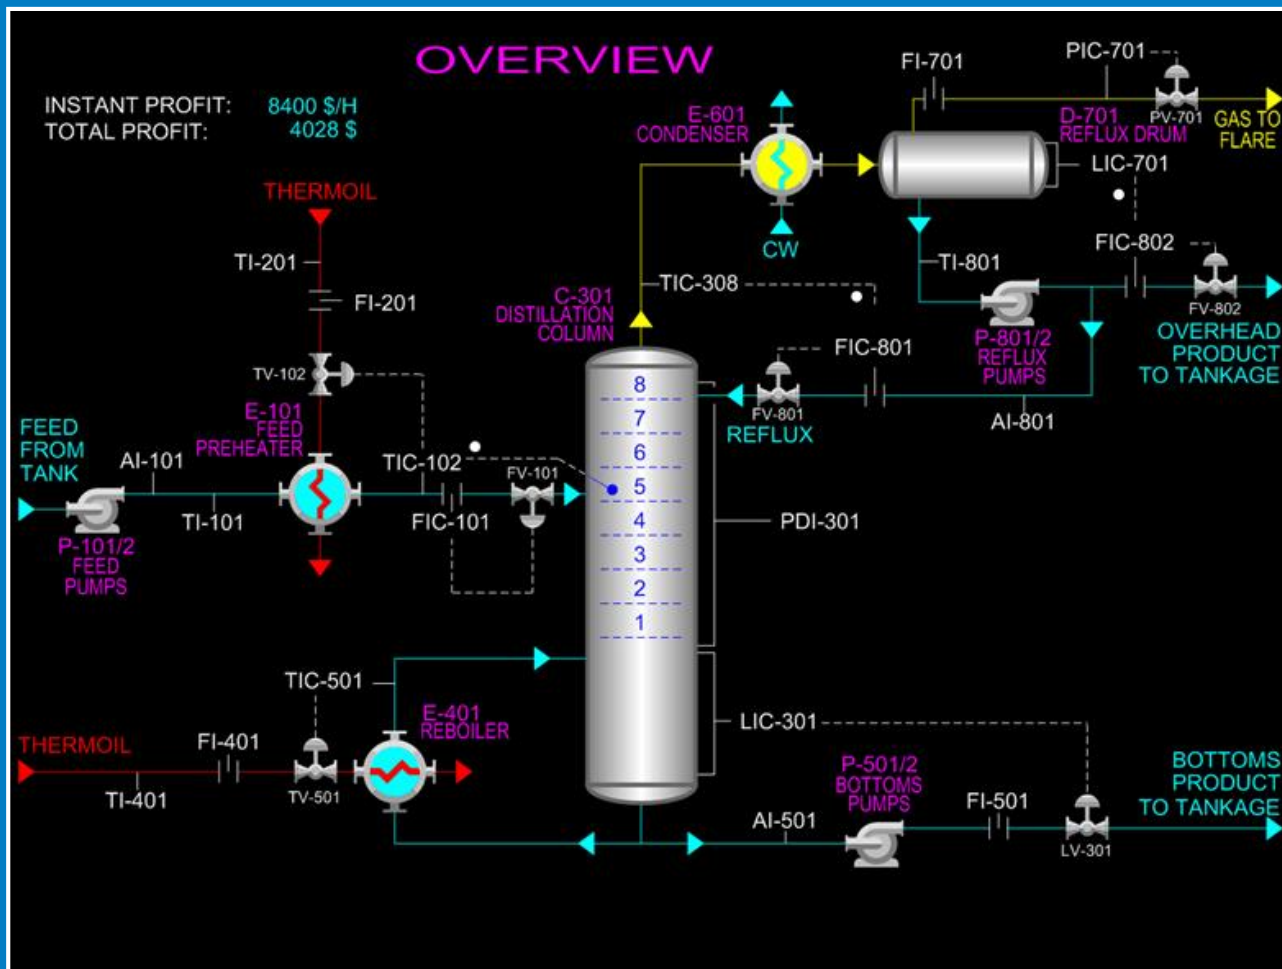 OVERVIEW
INSTANT PROFIT: 8400 $/H
TOTAL PROFIT: 4028 $
FI-701
PIC-701
E-601
CONDENSER
D-701
REFLUX DRUM
PV-701
GAS TO
FLARE
LIC-701
THERMOIL
CW
TI-201
FI-201
TIC-308
TI-801
FIC-802
FV-802
C-301
DISTILLATION
COLUMN
P-801/2
REFLUX
PUMPS
OVERHEAD
PRODUCT
TO TANKAGE
FIC-801
TV-102
FV-801
REFLUX
AI-801
E-101
FEED
PREHEATER
FEED
FROM
TANK
AI-101
TI-101
TIC-102
FV-101
FIC-101
P-101/2
FEED
PUMPS
8
7
6
5
4
3
2
1
PDI-301
TIC-501
E-401
REBOILER
LIC-301
THERMOIL
FI-401
TI-401
TV-501
P-501/2
BOTTOMS
PUMPS
BOTTOMS
PRODUCT
TO TANKAGE
AI-501
FI-501
LV-301